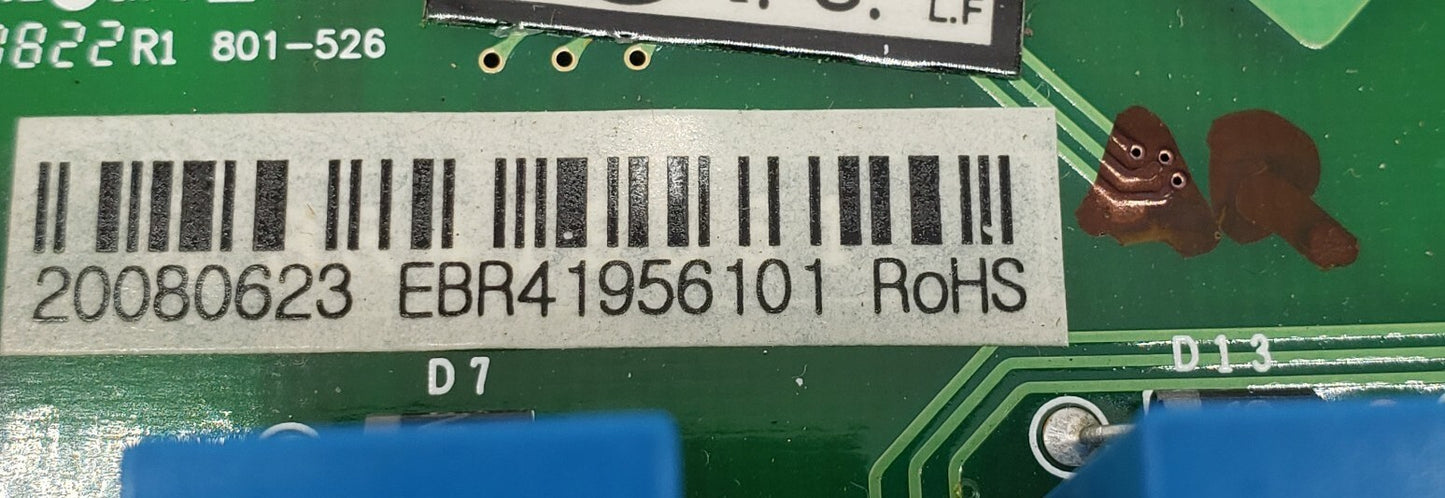 L.F
R1 801-526
20080623 EBR41956101 RoHS
D7
D13